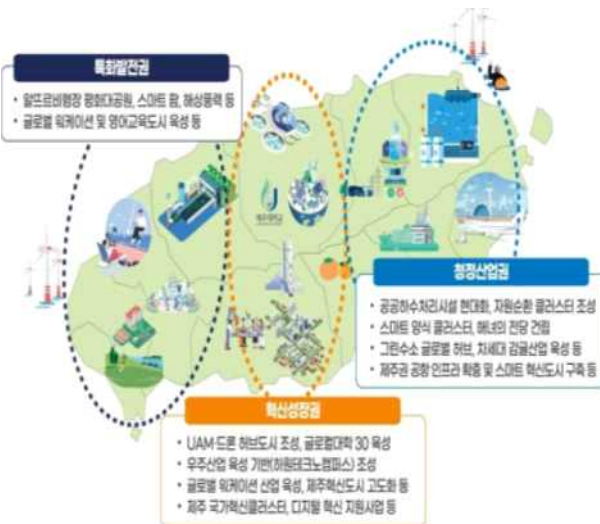 특화발전권
• 알뜨르비행장 평화대공원, 스마트 팜, 해상풍력 등
• 글로벌 워케이션 및 영어교육도시 육성 등
제주대학교
청정산업권
• 공공하수처리시설 현대화, 자원순환 클러스터 조성
• 스마트 양식 클러스터, 해녀의 전당 건립
• 그린수소 글로벌 허브, 차세대 감귤산업 육성 등
• 제주권 공항 인프라 확충 및 스마트 혁신도시 구축 등
혁신성장권
• UAM·드론 허브도시 조성, 글로컬대학 30 육성
• 우주산업 육성 기반(하원테크노캠퍼스) 조성
• 글로벌 워케이션 산업 육성, 제주혁신도시 고도화 등
• 제주 국가혁신클러스터, 디지털 혁신 지원사업 등